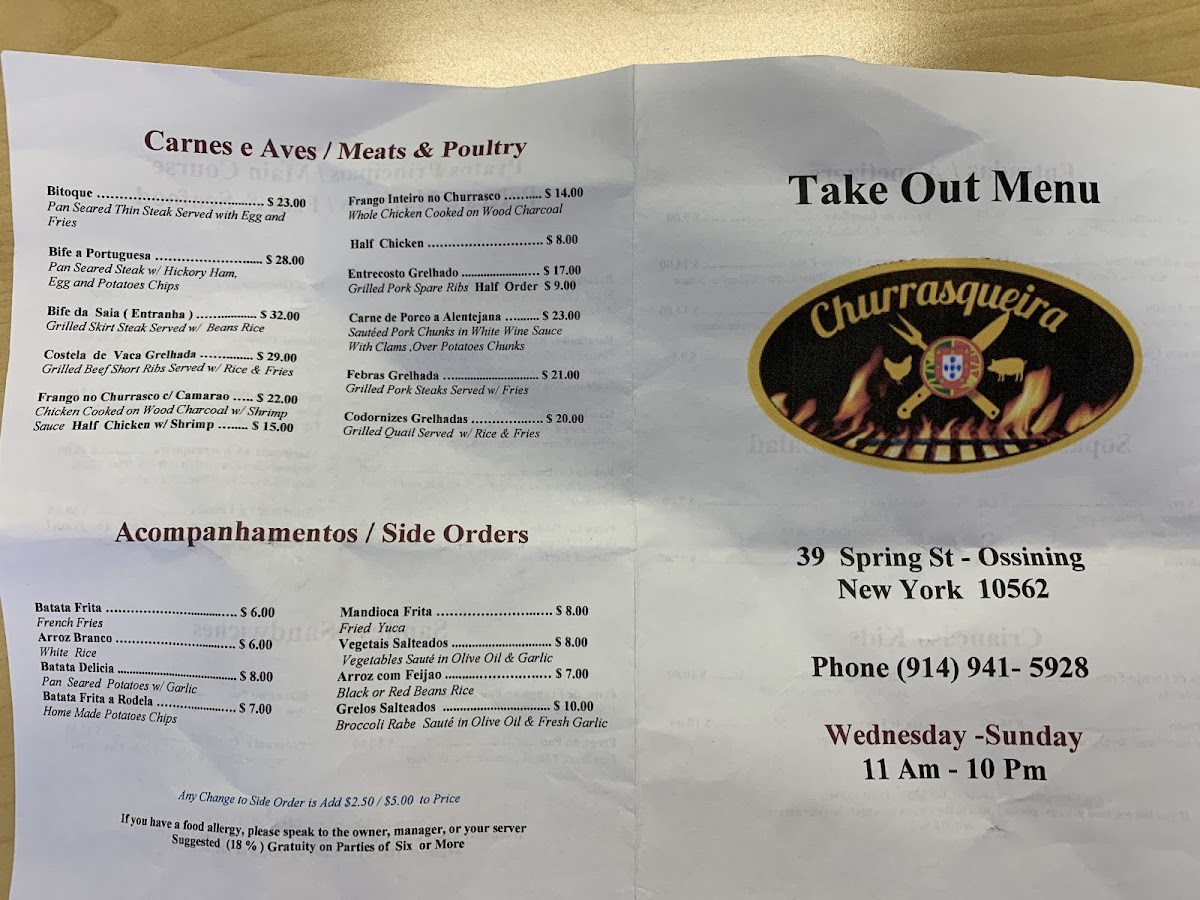 Carnes e Aves / Meats & Poultry
Bitoque ........................................ $ 23.00
Pan Seared Thin Steak Served with Egg and
Fries
Bife a Portuguesa .......................... $ 28.00
Pan Seared Steak w/ Hickory Ham,
Egg and Potatoes Chips
Bife da Saia ( Entranha ) ................. $ 32.00
Grilled Skirt Steak Served w/ Beans Rice
Costela de Vaca Grelhada .............. $ 29.00
Grilled Beef Short Ribs Served w/ Rice & Fries
Frango no Churrasco c/ Camarao ..... $ 22.00
Chicken Cooked on Wood Charcoal w/ Shrimp
Sauce Half Chicken w/ Shrimp ........ $ 15.00
Frango Inteiro no Churrasco .......... $ 14.00
Whole Chicken Cooked on Wood Charcoal
Half Chicken ............................ $ 8.00
Entrecosto Grelhado ....................... $ 17.00
Grilled Pork Spare Ribs Half Order $ 9.00
Carne de Porco a Alentejana .......... $ 23.00
Sautéed Pork Chunks in White Wine Sauce
With Clams ,Over Potatoes Chunks
Febras Grelhada ........................... $ 21.00
Grilled Pork Steaks Served w/ Fries
Codornizes Grelhadas .................... $ 20.00
Grilled Quail Served w/ Rice & Fries
Acompanhamentos / Side Orders
Batata Frita ................................ $ 6.00
French Fries
Arroz Branco .............................. $ 6.00
White Rice
Batata Delicia .............................. $ 8.00
Pan Seared Potatoes w/ Garlic
Batata Frita a Rodela .................... $ 7.00
Home Made Potatoes Chips
Mandioca Frita ............................ $ 8.00
Fried Yuca
Vegetais Salteados ......................... $ 8.00
Vegetables Sauté in Olive Oil & Garlic
Arroz com Feijao ........................... $ 7.00
Black or Red Beans Rice
Grelos Salteados ........................... $ 10.00
Broccoli Rabe Sauté in Olive Oil & Fresh Garlic
Any Change to Side Order is Add $2.50 / $5.00 to Price
If you have a food allergy, please speak to the owner, manager, or your server
Suggested (18 % ) Gratuity on Parties of Six or More
Take Out Menu
Churrasqueira
39 Spring St - Ossining
New York 10562
Phone (914) 941- 5928
Wednesday -Sunday
11 Am - 10 Pm